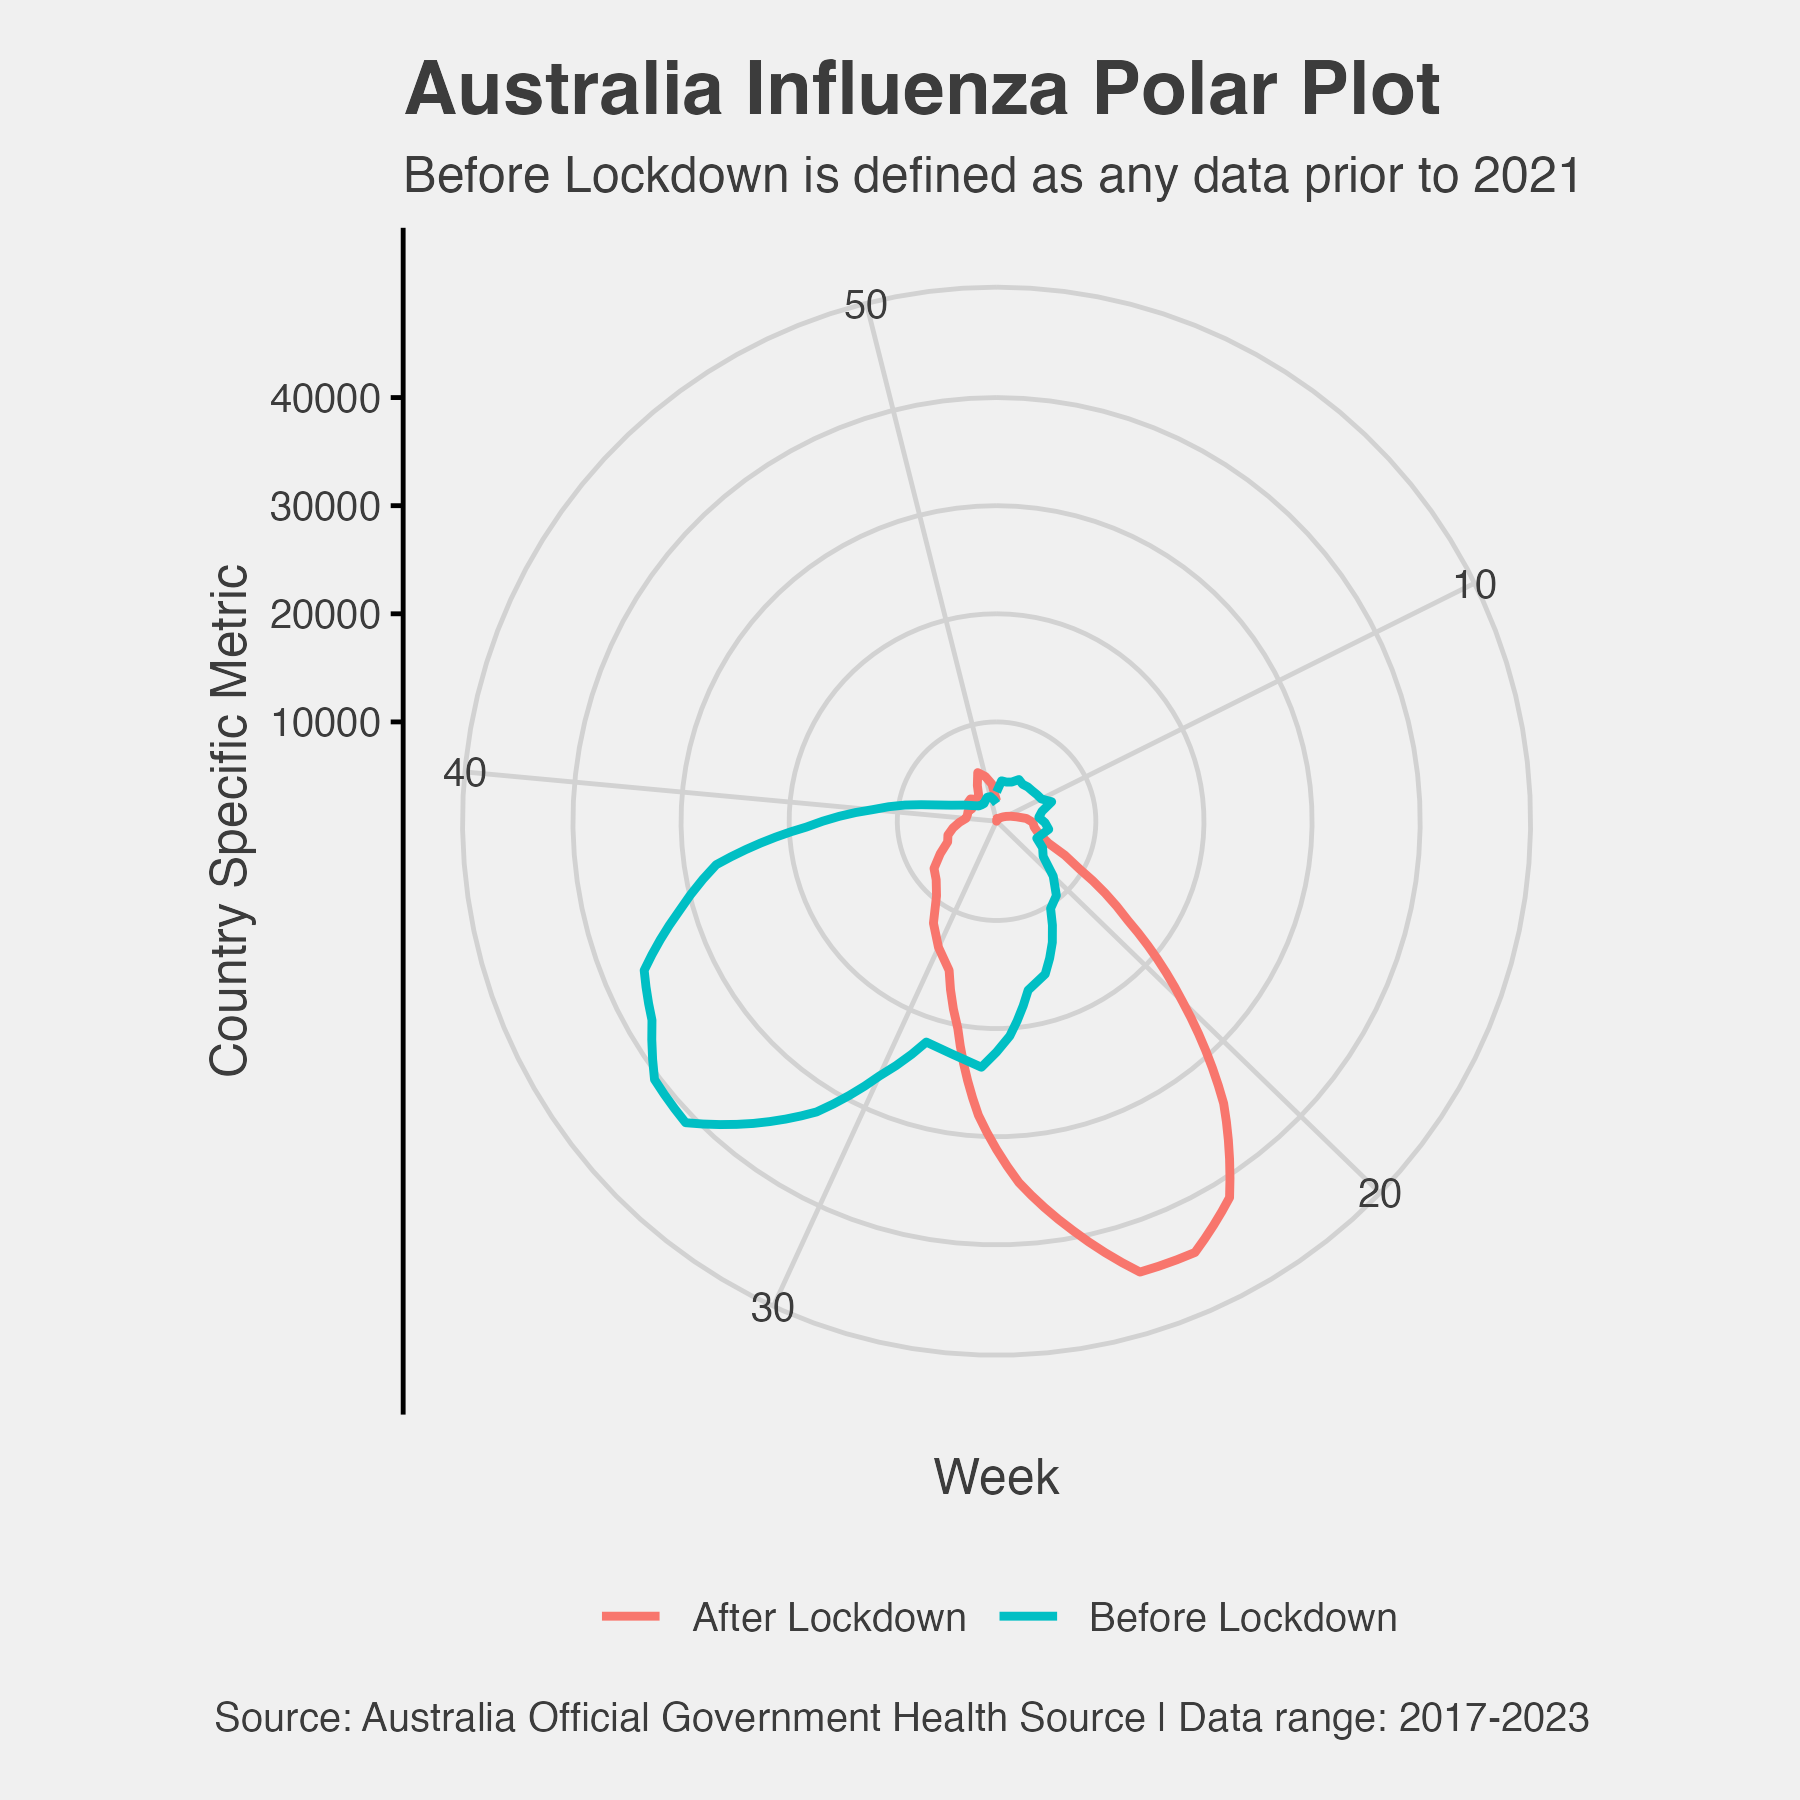 Australia Influenza Polar Plot
Before Lockdown is defined as any data prior to 2021
50
40000
30000
10
20000
Country Specific Metric
10000
40
20
30
Week
After Lockdown
Before Lockdown
Source: Australia Official Government Health Source | Data range: 2017-2023